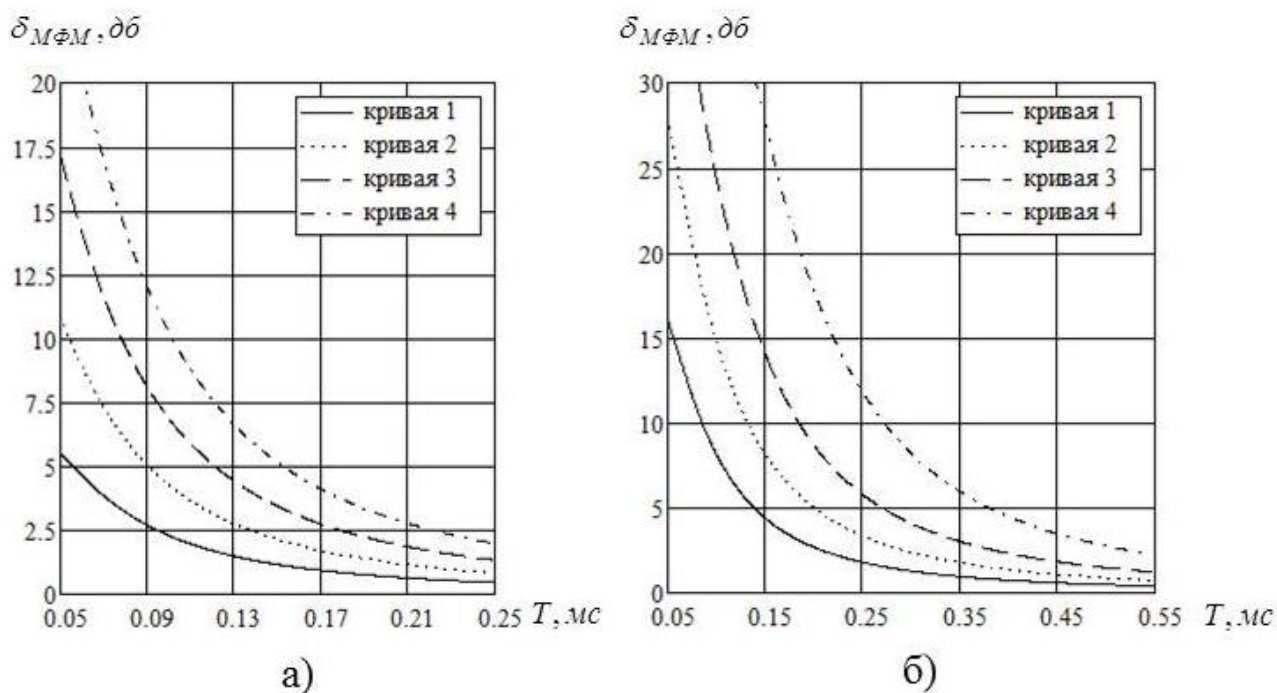 δ_МФМ, дб
20
17.5
15
12.5
10
7.5
5
2.5
0
кривая 1
кривая 2
кривая 3
кривая 4
0.05 0.09 0.13 0.17 0.21 0.25 T, мс
а)
δ_МФМ, дб
30
25
20
15
10
5
0
кривая 1
кривая 2
кривая 3
кривая 4
0.05 0.15 0.25 0.35 0.45 0.55 T, мс
б)